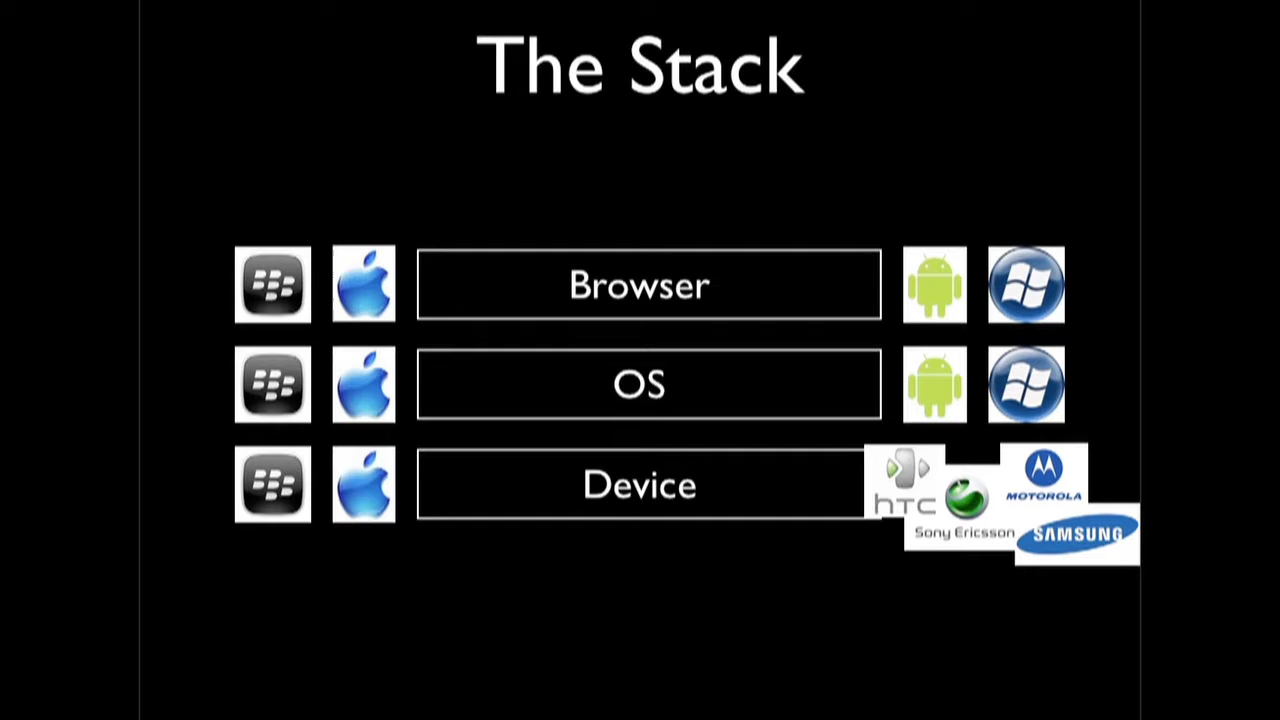 The Stack
Browser
OS
Device
hTC
MOTOROLA
Sony Ericsson
SAMSUNG